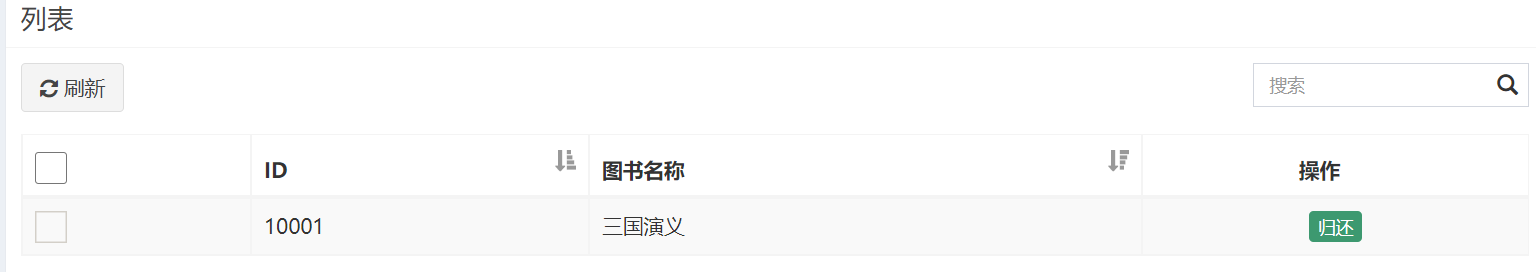 列表
刷新
搜索
ID 图书名称 操作
10001 三国演义 归还